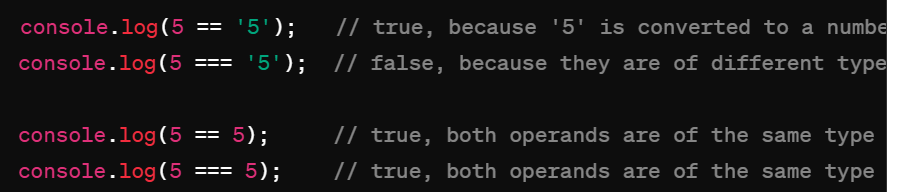 console.log(5 == '5');   // true, because '5' is converted to a numbe
console.log(5 === '5');  // false, because they are of different type
console.log(5 == 5);     // true, both operands are of the same type
console.log(5 === 5);    // true, both operands are of the same type